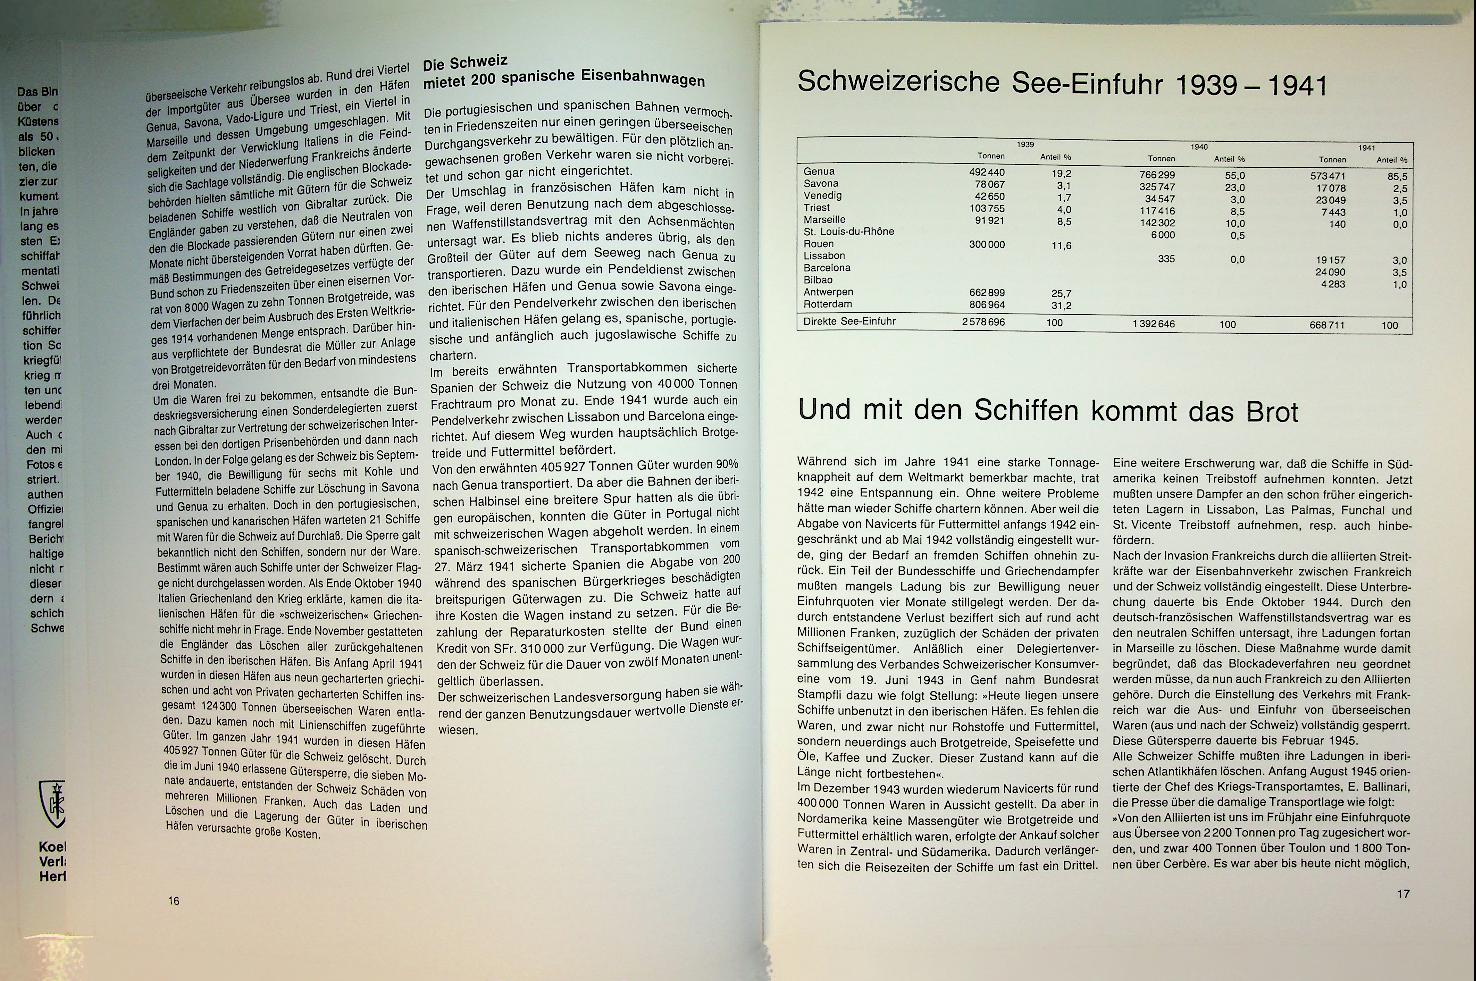 Das Bin
über
Küstens
als 50
blicken
ten, die
zier zur
kument
In jahre
lang es
sten
schiffah
mentati
Schwei
len. De
führlich
schiffer
tion Sc
kriegfü
krieg
ten und
lebend
werder
Auch
den mi
Fotos e
striert.
authen
Offizie
fangrei
Berich
haltige
nicht
dieser
dern
schich
Schwe
Koel
Verl
Herf
überseeische Verkehr reibungslos ab. Rund drei Viertel
der Importgüter aus Übersee wurden in den Häfen
Genua, Savona, Vado-Ligure und Triest, ein Viertel in
Marseille und dessen Umgebung umgeschlagen. Mit
dem Zeitpunkt der Verwicklung Italiens in die Feind-
seligkeiten und der Niederwerfung Frankreichs änderte
sich die Sachlage vollständig. Die englischen Blockade-
behörden hielten sämtliche mit Gütern für die Schweiz
beladenen Schiffe westlich von Gibraltar zurück. Die
Engländer gaben zu verstehen, daß die Neutralen von
den die Blockade passierenden Gütern nur einen zwei
Monate nicht übersteigenden Vorrat haben dürften. Ge-
mäß Bestimmungen des Getreidegesetzes verfügte der
Bund schon zu Friedenszeiten über einen eisernen Vor-
rat von 8000 Wagen zu zehn Tonnen Brotgetreide, was
dem Vierfachen der beim Ausbruch des Ersten Weltkrie-
ges 1914 vorhandenen Menge entsprach. Darüber hin-
aus verpflichtete der Bundesrat die Müller zur Anlage
von Brotgetreidevorräten für den Bedarf von mindestens
drei Monaten.
Um die Waren frei zu bekommen, entsandte die Bun-
deskriegsversicherung einen Sonderdelegierten zuerst
nach Gibraltar zur Vertretung der schweizerischen Inter-
essen bei den dortigen Prisenbehörden und dann nach
London. In der Folge gelang es der Schweiz bis Septem-
ber 1940, die Bewilligung für sechs mit Kohle und
Futtermitteln beladene Schiffe zur Löschung in Savona
und Genua zu erhalten. Doch in den portugiesischen,
spanischen und kanarischen Häfen warteten 21 Schiffe
mit Waren für die Schweiz auf Durchlaß. Die Sperre galt
bekanntlich nicht den Schiffen, sondern nur der Ware.
Bestimmt wären auch Schiffe unter der Schweizer Flag-
ge nicht durchgelassen worden. Als Ende Oktober 1940
Italien Griechenland den Krieg erklärte, kamen die ita-
lienischen Häfen für die »schweizerischen« Griechen-
schiffe nicht mehr in Frage. Ende November gestatteten
die Engländer das Löschen aller zurückgehaltenen
Schiffe in den iberischen Häfen. Bis Anfang April 1941
wurden in diesen Häfen aus neun gecharterten griechi-
schen und acht von Privaten gecharterten Schiffen ins-
gesamt 124300 Tonnen überseeischen Waren entla-
den. Dazu kamen noch mit Linienschiffen zugeführte
Güter. Im ganzen Jahr 1941 wurden in diesen Häfen
405927 Tonnen Güter für die Schweiz gelöscht. Durch
die im Juni 1940 erlassene Gütersperre, die sieben Mo-
nate andauerte, entstanden der Schweiz Schäden von
mehreren Millionen Franken. Auch das Laden und
Löschen und die Lagerung der Güter in iberischen
Häfen verursachte große Kosten.
16
Die Schweiz
mietet 200 spanische Eisenbahnwagen
Die portugiesischen und spanischen Bahnen vermoch-
ten in Friedenszeiten nur einen geringen überseeischen
Durchgangsverkehr zu bewältigen. Für den plötzlich an-
gewachsenen großen Verkehr waren sie nicht vorberei-
tet und schon gar nicht eingerichtet.
Der Umschlag in französischen Häfen kam nicht in
Frage, weil deren Benutzung nach dem abgeschlosse-
nen Waffenstillstandsvertrag mit den Achsenmächten
untersagt war. Es blieb nichts anderes übrig, als den
Großteil der Güter auf dem Seeweg nach Genua zu
transportieren. Dazu wurde ein Pendeldienst zwischen
den iberischen Häfen und Genua sowie Savona einge-
richtet. Für den Pendelverkehr zwischen den iberischen
und italienischen Häfen gelang es, spanische, portugie-
sische und anfänglich auch jugoslawische Schiffe zu
chartern.
Im bereits erwähnten Transportabkommen sicherte
Spanien der Schweiz die Nutzung von 40000 Tonnen
Frachtraum pro Monat zu. Ende 1941 wurde auch ein
Pendelverkehr zwischen Lissabon und Barcelona einge-
richtet. Auf diesem Weg wurden hauptsächlich Brotge-
treide und Futtermittel befördert.
Von den erwähnten 405927 Tonnen Güter wurden 90%
nach Genua transportiert. Da aber die Bahnen der iberi-
schen Halbinsel eine breitere Spur hatten als die übri-
gen europäischen, konnten die Güter in Portugal nicht
mit schweizerischen Wagen abgeholt werden. In einem
spanisch-schweizerischen Transportabkommen vom
27. März 1941 sicherte Spanien die Abgabe von 200
während des spanischen Bürgerkrieges beschädigten
breitspurigen Güterwagen zu. Die Schweiz hatte auf
ihre Kosten die Wagen instand zu setzen. Für die Be-
zahlung der Reparaturkosten stellte der Bund einen
Kredit von SFr. 310000 zur Verfügung. Die Wagen wur-
den der Schweiz für die Dauer von zwölf Monaten unent-
geltlich überlassen.
Der schweizerischen Landesversorgung haben sie wäh-
rend der ganzen Benutzungsdauer wertvolle Dienste er-
wiesen.
Schweizerische See-Einfuhr 1939 – 1941
1939 1940 1941
Tonnen Anteil % Tonnen Anteil % Tonnen Anteil %
Genua 492440 19,2 766299 55,0 573471 85,5
Savona 78067 3,1 325747 23,0 17078 2,5
Venedig 42650 1,7 34547 3,0 23049 3,5
Triest 103755 4,0 117416 8,5 7443 1,0
Marseille 91921 8,5 142302 10,0 140 0,0
St. Louis-du-Rhône 6000 0,5
Rouen 300000 11,6
Lissabon 335 0,0 19157 3,0
Barcelona 24090 3,5
Bilbao 4283 1,0
Antwerpen 662899 25,7
Rotterdam 806964 31,2
Direkte See-Einfuhr 2578696 100 1392646 100 668711 100
Und mit den Schiffen kommt das Brot
Während sich im Jahre 1941 eine starke Tonnage-
knappheit auf dem Weltmarkt bemerkbar machte, trat
1942 eine Entspannung ein. Ohne weitere Probleme
hätte man wieder Schiffe chartern können. Aber weil die
Abgabe von Navicerts für Futtermittel anfangs 1942 ein-
geschränkt und ab Mai 1942 vollständig eingestellt wur-
de, ging der Bedarf an fremden Schiffen ohnehin zu-
rück. Ein Teil der Bundesschiffe und Griechendampfer
mußten mangels Ladung bis zur Bewilligung neuer
Einfuhrquoten vier Monate stillgelegt werden. Der da-
durch entstandene Verlust beziffert sich auf rund acht
Millionen Franken, zuzüglich der Schäden der privaten
Schiffseigentümer. Anläßlich einer Delegiertenver-
sammlung des Verbandes Schweizerischer Konsumver-
eine vom 19. Juni 1943 in Genf nahm Bundesrat
Stampfli dazu wie folgt Stellung: »Heute liegen unsere
Schiffe unbenutzt in den iberischen Häfen. Es fehlen die
Waren, und zwar nicht nur Rohstoffe und Futtermittel,
sondern neuerdings auch Brotgetreide, Speisefette und
Öle, Kaffee und Zucker. Dieser Zustand kann auf die
Länge nicht fortbestehen«.
Im Dezember 1943 wurden wiederum Navicerts für rund
400000 Tonnen Waren in Aussicht gestellt. Da aber in
Nordamerika keine Massengüter wie Brotgetreide und
Futtermittel erhältlich waren, erfolgte der Ankauf solcher
Waren in Zentral- und Südamerika. Dadurch verlänger-
ten sich die Reisezeiten der Schiffe um fast ein Drittel.
Eine weitere Erschwerung war, daß die Schiffe in Süd-
amerika keinen Treibstoff aufnehmen konnten. Jetzt
mußten unsere Dampfer an den schon früher eingerich-
teten Lagern in Lissabon, Las Palmas, Funchal und
St. Vicente Treibstoff aufnehmen, resp. auch hinbe-
fördern.
Nach der Invasion Frankreichs durch die alliierten Streit-
kräfte war der Eisenbahnverkehr zwischen Frankreich
und der Schweiz vollständig eingestellt. Diese Unterbre-
chung dauerte bis Ende Oktober 1944. Durch den
deutsch-französischen Waffenstillstandsvertrag war es
den neutralen Schiffen untersagt, ihre Ladungen fortan
in Marseille zu löschen. Diese Maßnahme wurde damit
begründet, daß das Blockadeverfahren neu geordnet
werden müsse, da nun auch Frankreich zu den Alliierten
gehöre. Durch die Einstellung des Verkehrs mit Frank-
reich war die Aus- und Einfuhr von überseeischen
Waren (aus und nach der Schweiz) vollständig gesperrt.
Diese Gütersperre dauerte bis Februar 1945.
Alle Schweizer Schiffe mußten ihre Ladungen in iberi-
schen Atlantikhäfen löschen. Anfang August 1945 orien-
tierte der Chef des Kriegs-Transportamtes, E. Ballinari,
die Presse über die damalige Transportlage wie folgt:
»Von den Alliierten ist uns im Frühjahr eine Einfuhrquote
aus Übersee von 2200 Tonnen pro Tag zugesichert wor-
den, und zwar 400 Tonnen über Toulon und 1800 Ton-
nen über Cerbère. Es war aber bis heute nicht möglich,
17